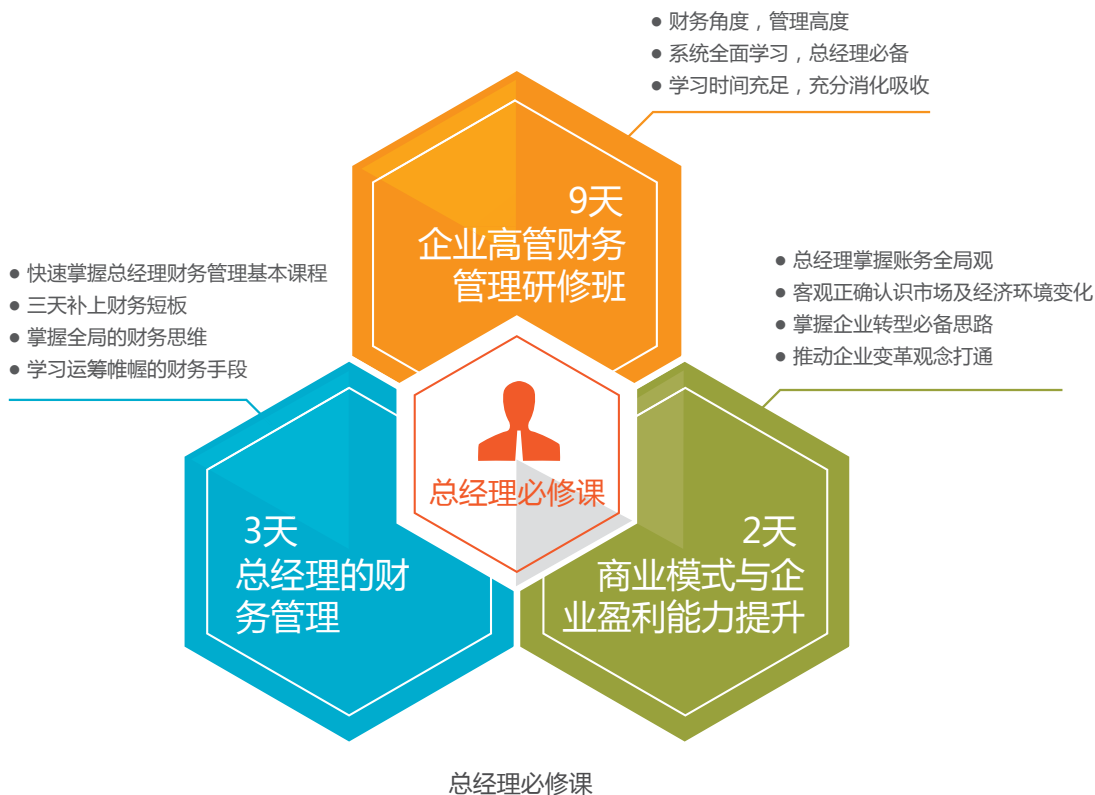 ● 财务角度，管理高度
● 系统全面学习，总经理必备
● 学习时间充足，充分消化吸收
9天
企业高管财务
管理研修班
● 快速掌握总经理财务管理基本课程
● 三天补上财务短板
● 掌握全局的财务思维
● 学习运筹帷幄的财务手段
● 总经理掌握账务全局观
● 客观正确认识市场及经济环境变化
● 掌握企业转型必备思路
● 推动企业变革观念打通
总经理必修课
3天
总经理的财
务管理
2天
商业模式与企
业盈利能力提升
总经理必修课